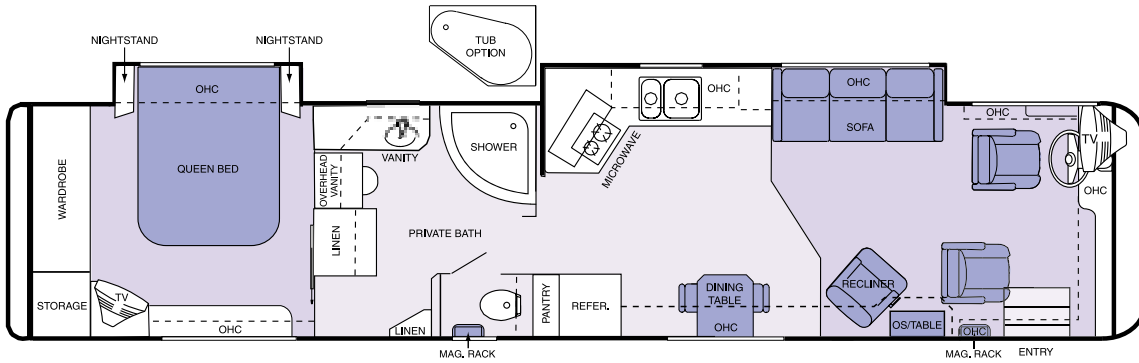 NIGHTSTAND
NIGHTSTAND
TUB
OPTION
OHC
QUEEN BED
WARDROBE
STORAGE
TV
OHC
VANITY
OVERHEAD
VANITY
LINEN
LINEN
SHOWER
PRIVATE BATH
MAG. RACK
PANTRY
REFER.
MICROWAVE
OHC
OHC
SOFA
DINING
TABLE
OHC
RECLINER
OS/TABLE
OHC
TV
OHC
OHC
MAG. RACK
ENTRY